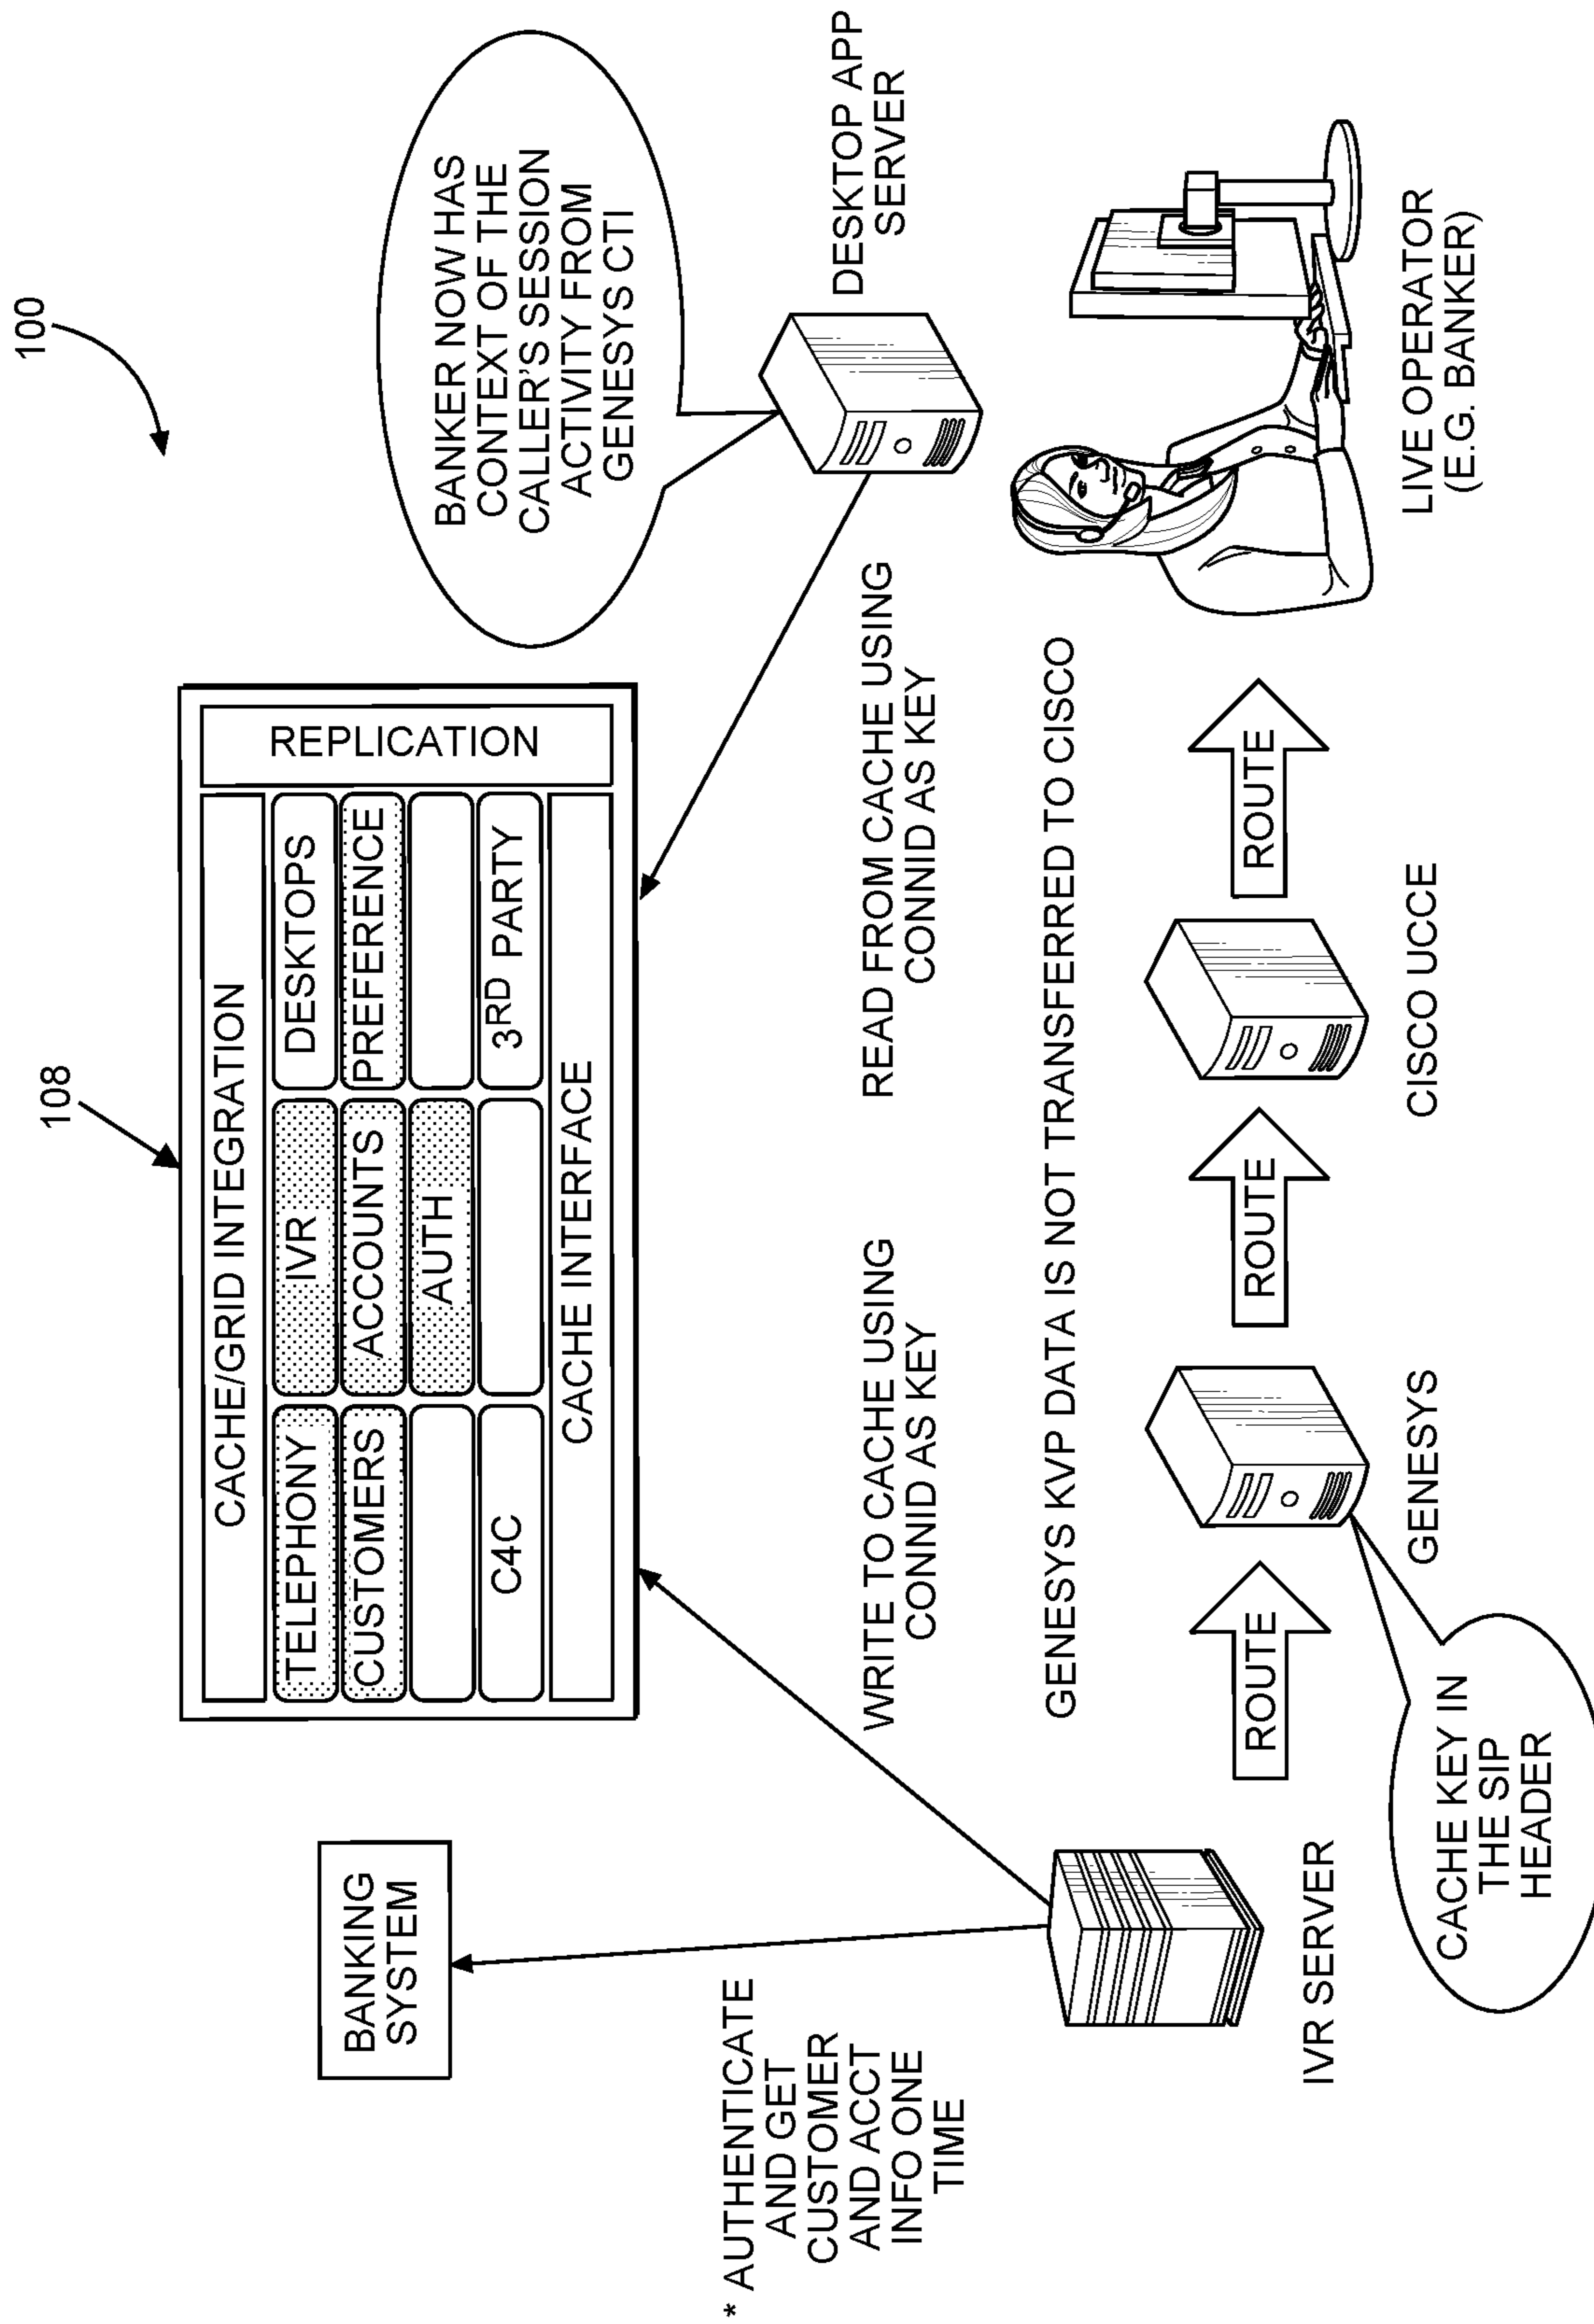 100
108
BANKING
SYSTEM
CACHE/GRID INTEGRATION
TELEPHONY
IVR
DESKTOPS
CUSTOMERS
ACCOUNTS
PREFERENCE
AUTH
C4C
3RD PARTY
CACHE INTERFACE
REPLICATION
BANKER NOW HAS
CONTEXT OF THE
CALLER'S SESSION
ACTIVITY FROM
GENESYS CTI
* AUTHENTICATE
AND GET
CUSTOMER
AND ACCT
INFO ONE
TIME
WRITE TO CACHE USING
CONNID AS KEY
READ FROM CACHE USING
CONNID AS KEY
DESKTOP APP
SERVER
GENESYS KVP DATA IS NOT TRANSFERRED TO CISCO
ROUTE
ROUTE
ROUTE
IVR SERVER
GENESYS
CISCO UCCE
LIVE OPERATOR
(E.G. BANKER)
CACHE KEY IN
THE SIP
HEADER